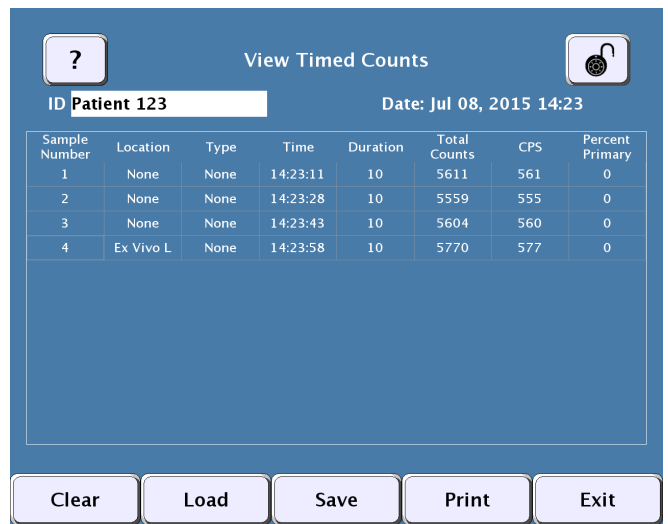 ?
View Timed Counts
ID Patient 123
Date: Jul 08, 2015 14:23
Sample Number Location Type Time Duration Total Counts CPS Percent Primary
1 None None 14:23:11 10 5611 561 0
2 None None 14:23:28 10 5559 555 0
3 None None 14:23:43 10 5604 560 0
4 Ex Vivo L None 14:23:58 10 5770 577 0
Clear Load Save Print Exit